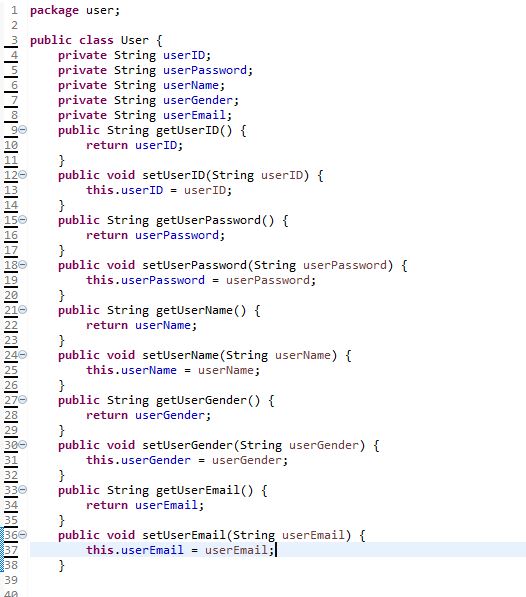 1 package user;
2
3 public class User {
4     private String userID;
5     private String userPassword;
6     private String userName;
7     private String userGender;
8     private String userEmail;
9     public String getUserID() {
10         return userID;
11     }
12     public void setUserID(String userID) {
13         this.userID = userID;
14     }
15     public String getUserPassword() {
16         return userPassword;
17     }
18     public void setUserPassword(String userPassword) {
19         this.userPassword = userPassword;
20     }
21     public String getUserName() {
22         return userName;
23     }
24     public void setUserName(String userName) {
25         this.userName = userName;
26     }
27     public String getUserGender() {
28         return userGender;
29     }
30     public void setUserGender(String userGender) {
31         this.userGender = userGender;
32     }
33     public String getUserEmail() {
34         return userEmail;
35     }
36     public void setUserEmail(String userEmail) {
37         this.userEmail = userEmail;
38     }
39
40